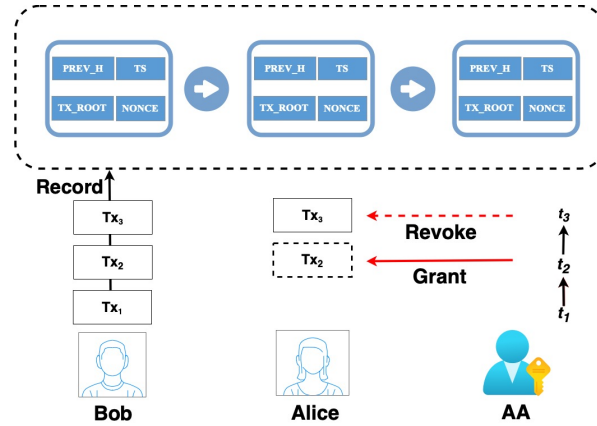 PREV_H TS PREV_H TS PREV_H TS
TX_ROOT NONCE TX_ROOT NONCE TX_ROOT NONCE
Record
Tx₃ Tx₃ t₃
Revoke
Tx₂ Tx₂ t₂
Grant
Tx₁ t₁
Bob Alice AA